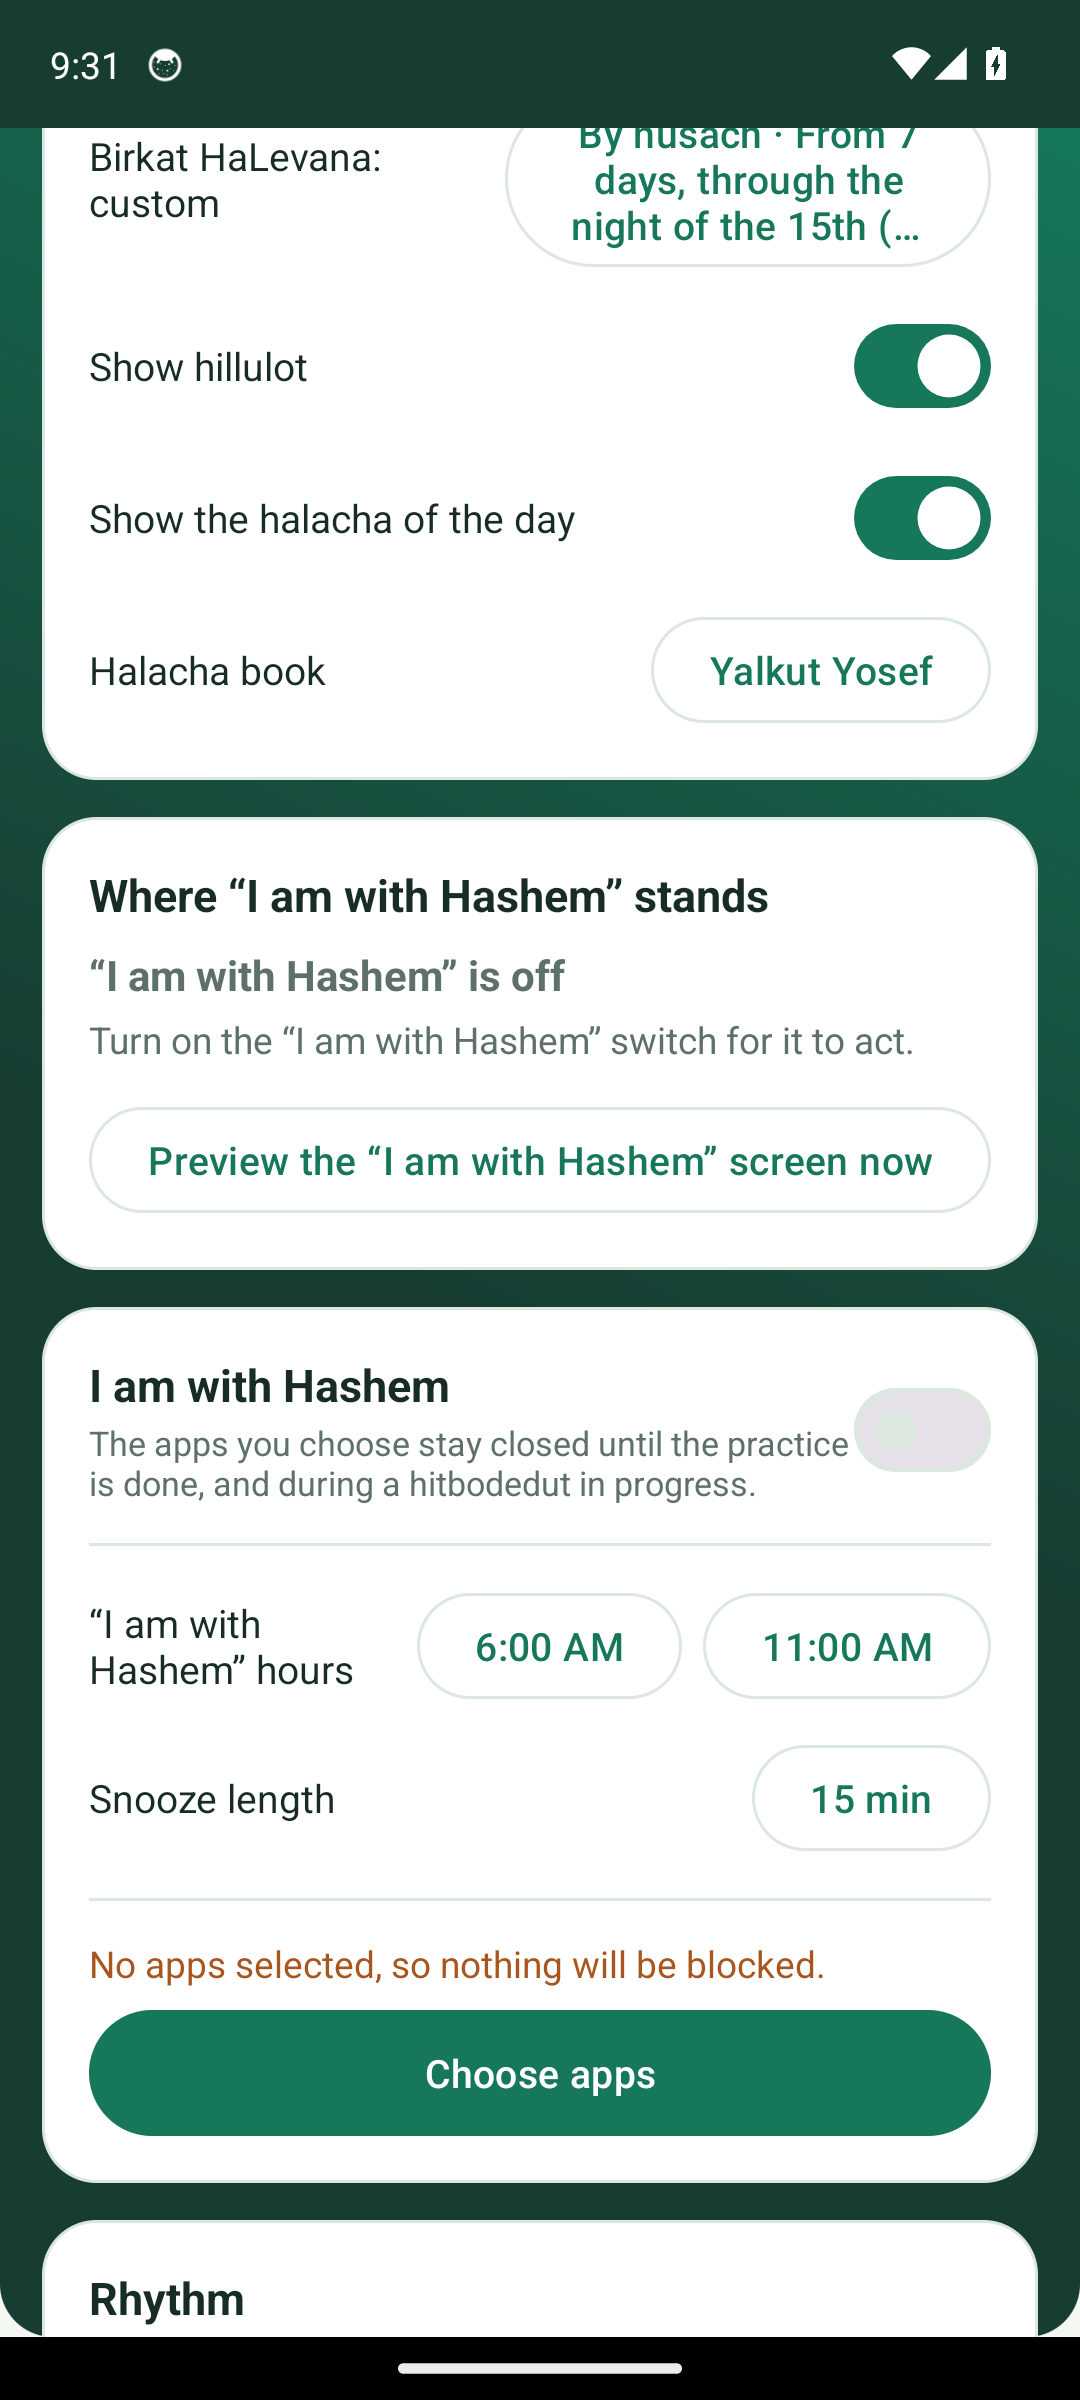 9:31
Birkat HaLevana:
custom
By nusach · From 7
days, through the
night of the 15th (…
Show hillulot
Show the halacha of the day
Halacha book
Yalkut Yosef
Where “I am with Hashem” stands
“I am with Hashem” is off
Turn on the “I am with Hashem” switch for it to act.
Preview the “I am with Hashem” screen now
I am with Hashem
The apps you choose stay closed until the practice
is done, and during a hitbodedut in progress.
“I am with
Hashem” hours
6:00 AM
11:00 AM
Snooze length
15 min
No apps selected, so nothing will be blocked.
Choose apps
Rhythm